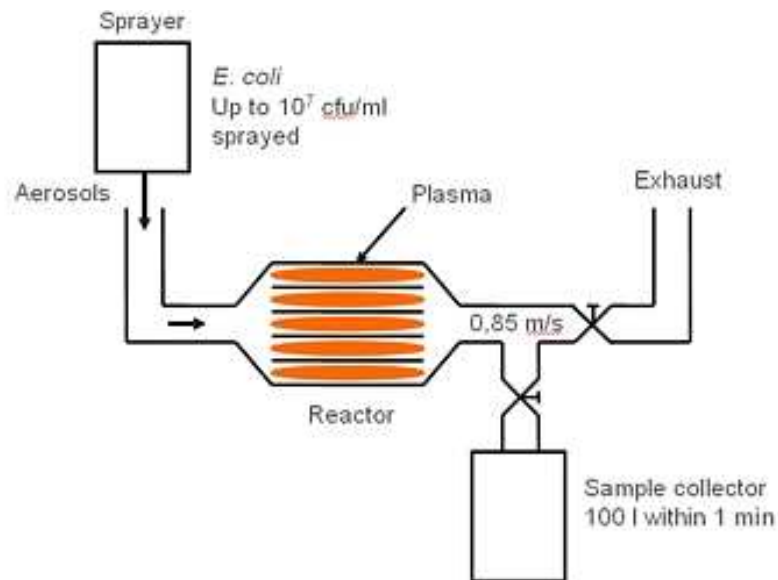 Sprayer
E. coli
Up to 10⁷ cfu/ml
sprayed
Aerosols
Plasma
Exhaust
0,85 m/s
Reactor
Sample collector
100 l within 1 min